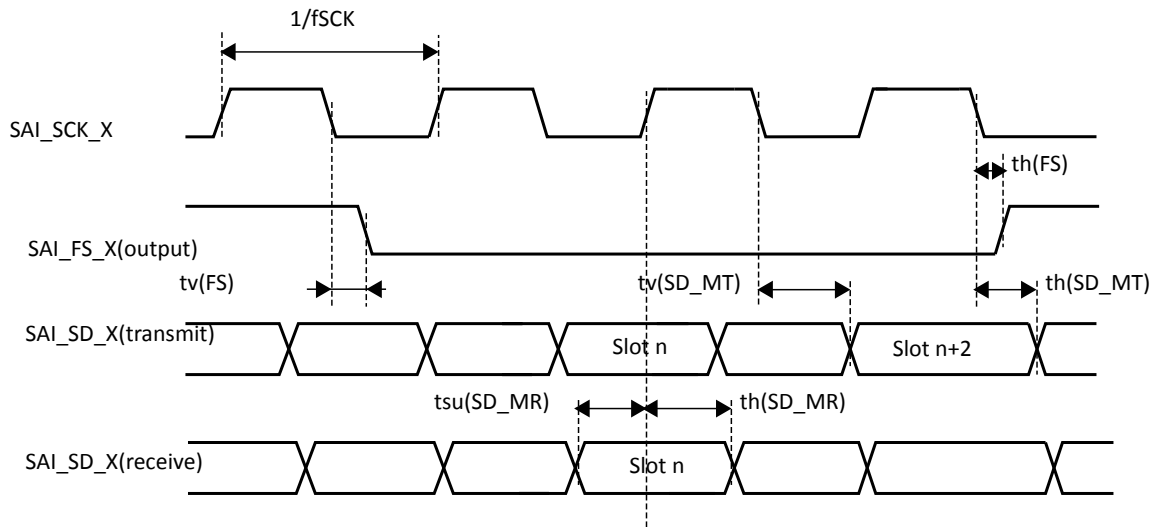 1/fSCK
SAI_SCK_X
th(FS)
SAI_FS_X(output)
tv(FS)
tv(SD_MT)
th(SD_MT)
SAI_SD_X(transmit)
Slot n
Slot n+2
tsu(SD_MR)
th(SD_MR)
SAI_SD_X(receive)
Slot n